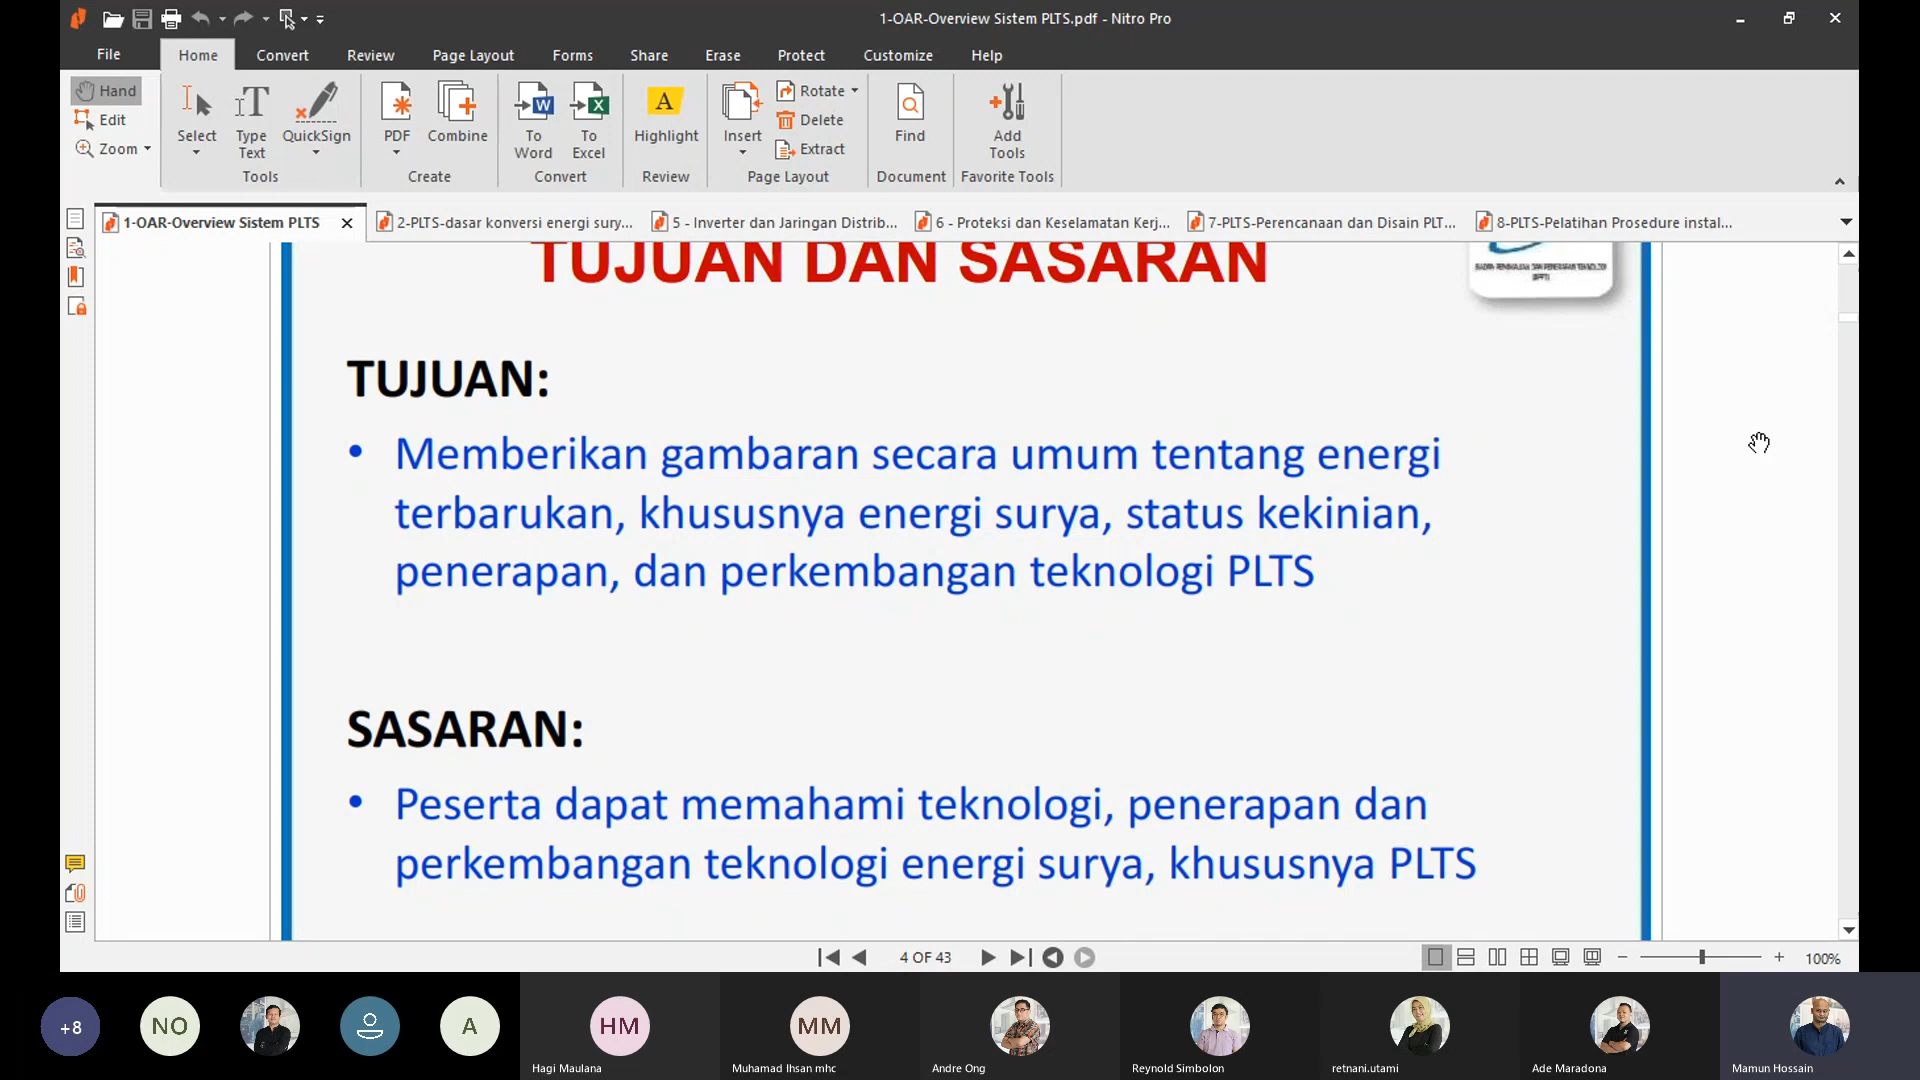 1-OAR-Overview Sistem PLTS.pdf - Nitro Pro
File Home Convert Review Page Layout Forms Share Erase Protect Customize Help
Hand
Edit
Zoom
Select
Type Text
QuickSign
Tools
PDF
Combine
Create
To Word
To Excel
Convert
A
Highlight
Review
Insert
Rotate
Delete
Extract
Page Layout
Find
Document
Add Tools
Favorite Tools
1-OAR-Overview Sistem PLTS
2-PLTS-dasar konversi energi sury...
5 - Inverter dan Jaringan Distrib...
6 - Proteksi dan Keselamatan Kerj...
7-PLTS-Perencanaan dan Disain PLT...
8-PLTS-Pelatihan Prosedure instal...
TUJUAN DAN SASARAN
TUJUAN:
• Memberikan gambaran secara umum tentang energi
terbarukan, khususnya energi surya, status kekinian,
penerapan, dan perkembangan teknologi PLTS
SASARAN:
• Peserta dapat memahami teknologi, penerapan dan
perkembangan teknologi energi surya, khususnya PLTS
4 OF 43
100%
+8
NO
A
HM
MM
Hagi Maulana
Muhamad Ihsan mhc
Andre Ong
Reynold Simbolon
retnani.utami
Ade Maradona
Mamun Hossain